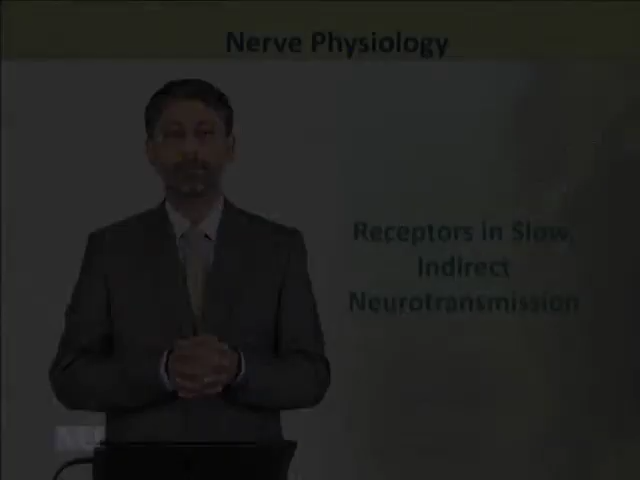 Nerve Physiology
Receptors in Slow,
Indirect
Neurotransmission